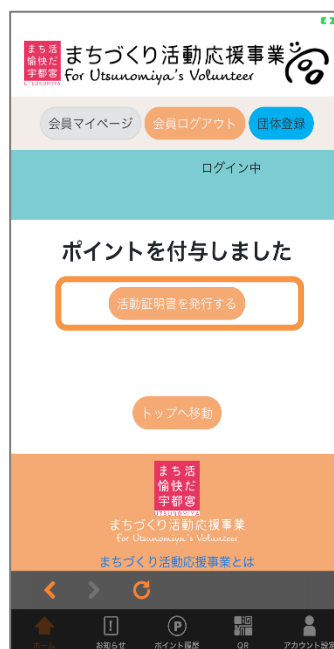 まち活
愉快だ
宇都宮
UTSUNOMIYA
まちづくり活動応援事業
For Utsunomiya's Volunteer
会員マイページ 会員ログアウト 団体登録
ログイン中
ポイントを付与しました
活動証明書を発行する
トップへ移動
まち活
愉快だ
宇都宮
UTSUNOMIYA
まちづくり活動応援事業
For Utsunomiya's Volunteer
まちづくり活動応援事業とは
ホーム お知らせ ポイント履歴 QR アカウント設定